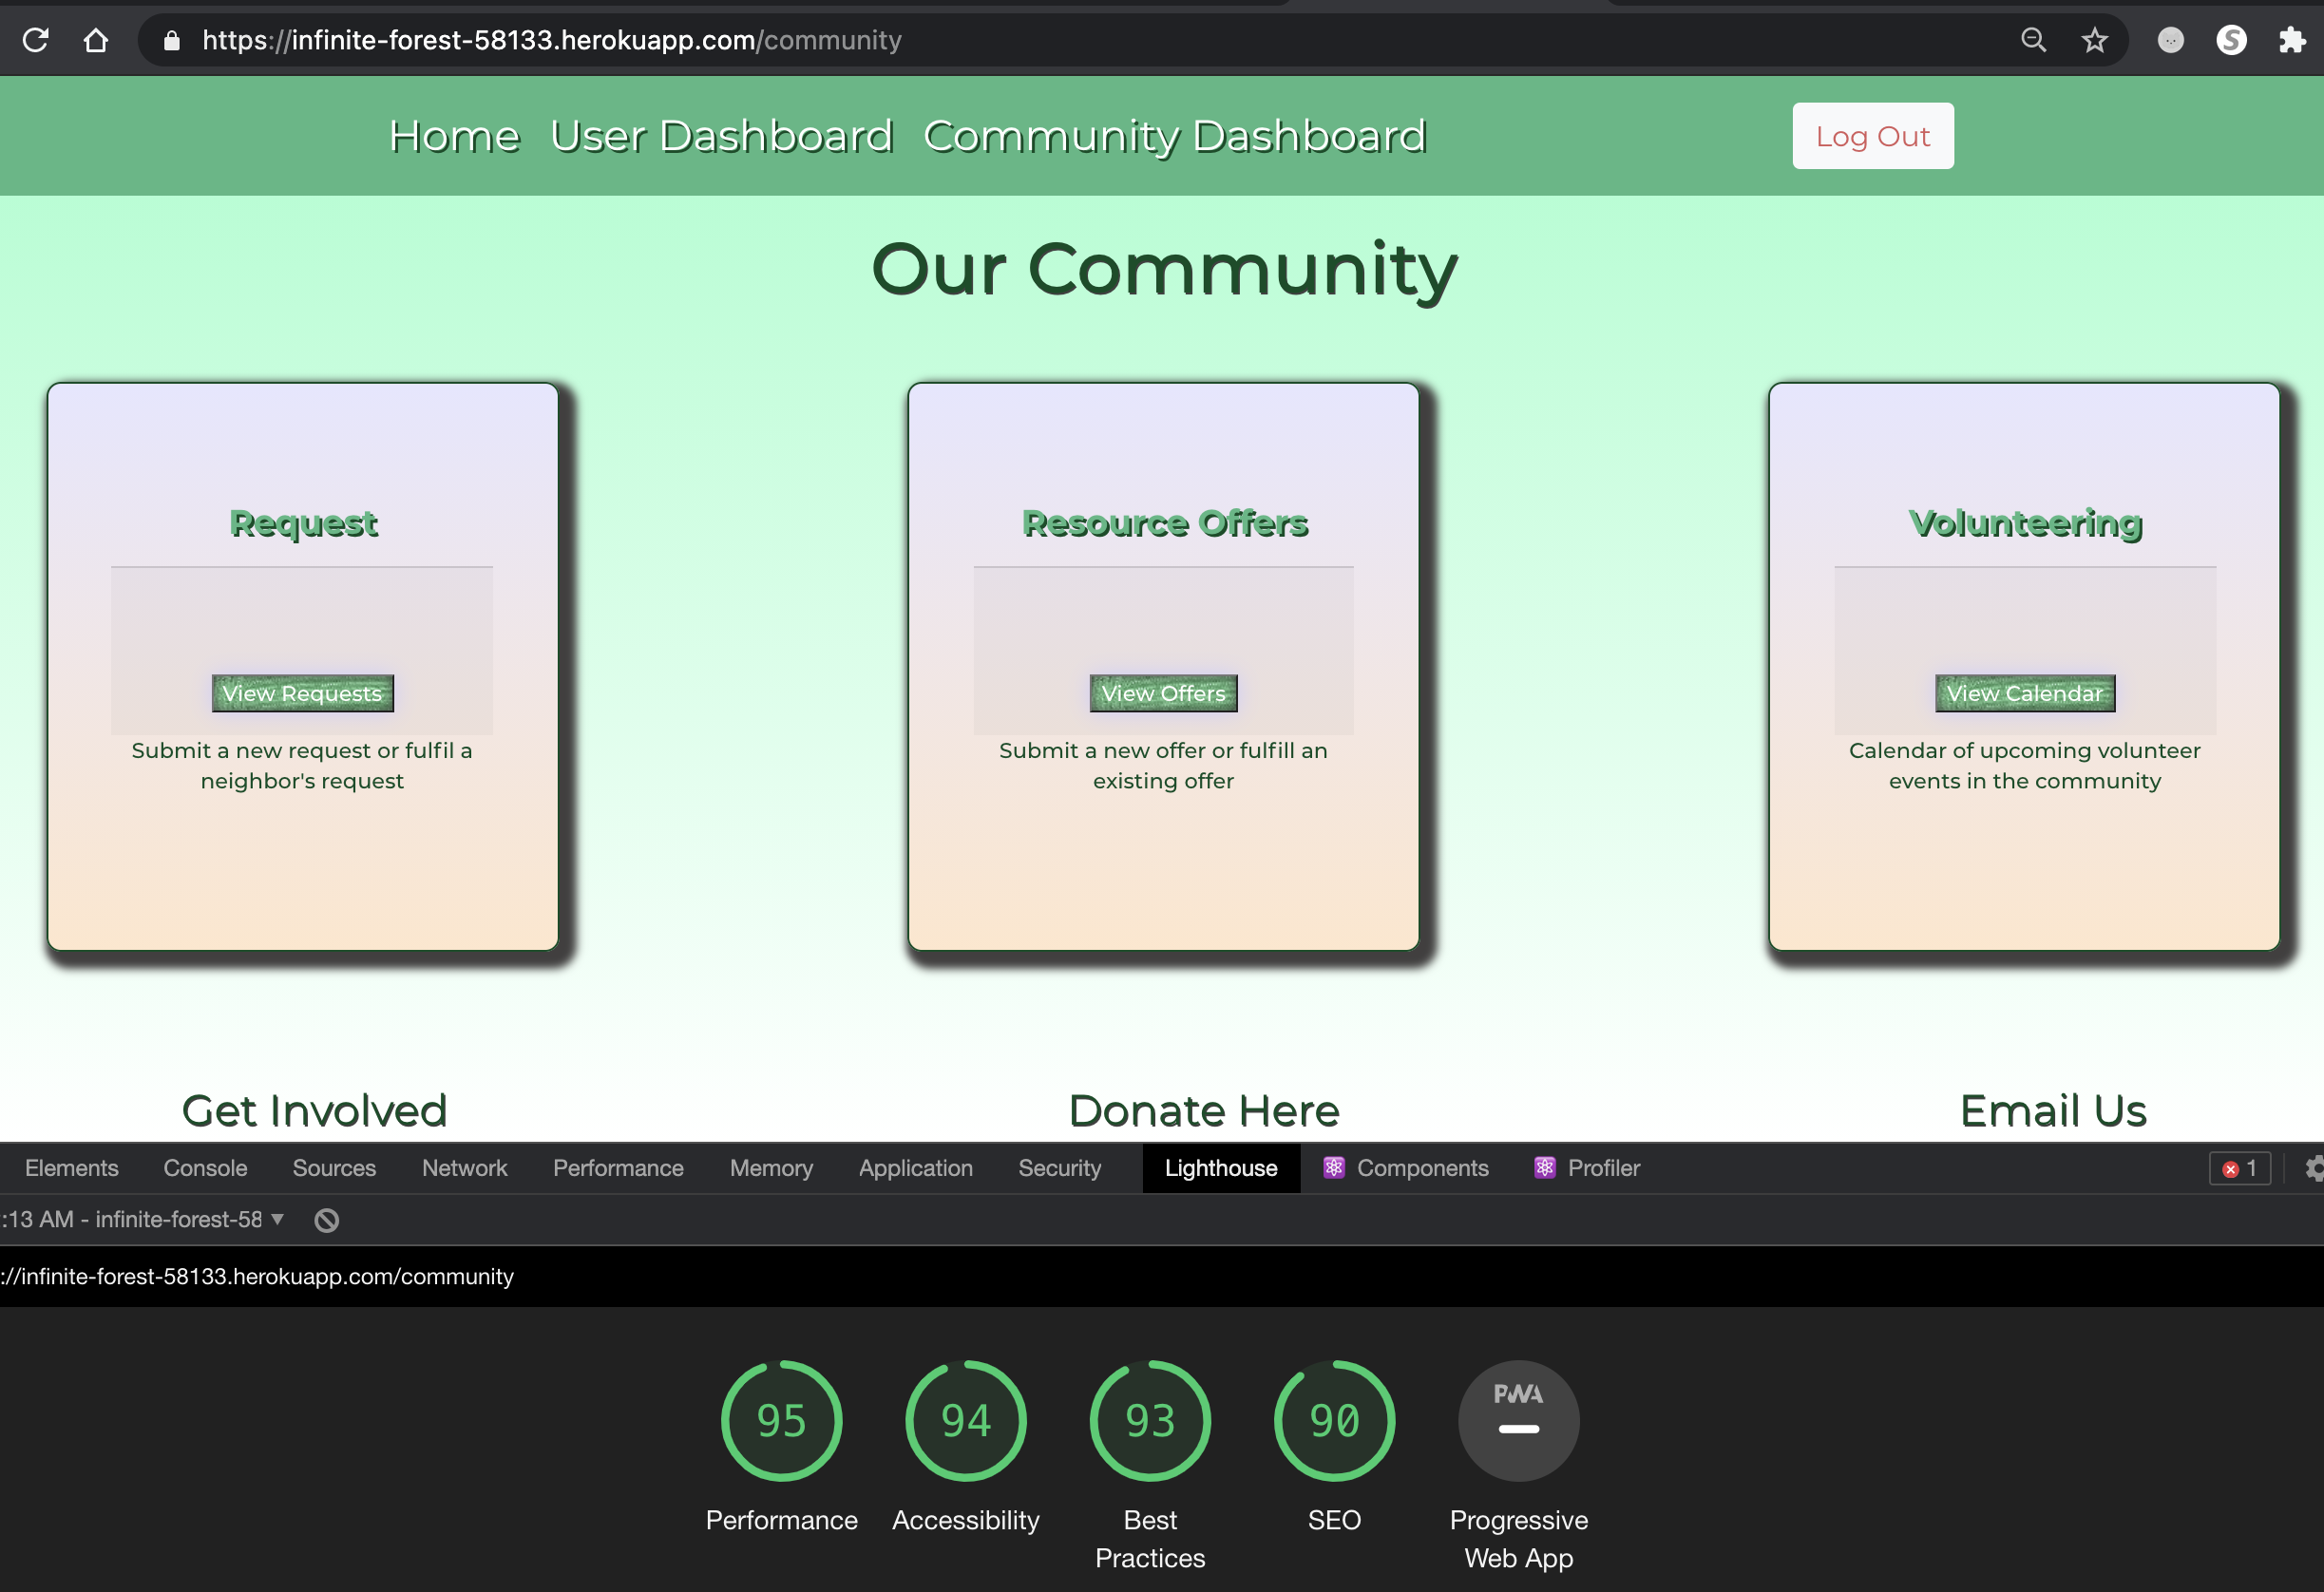 https://infinite-forest-58133.herokuapp.com/community
S
Home User Dashboard Community Dashboard Log Out
Our Community
Request
View Requests
Submit a new request or fulfil a
neighbor's request
Resource Offers
View Offers
Submit a new offer or fulfill an
existing offer
Volunteering
View Calendar
Calendar of upcoming volunteer
events in the community
Get Involved Donate Here Email Us
Elements Console Sources Network Performance Memory Application Security Lighthouse Components Profiler 1
:13 AM - infinite-forest-58
://infinite-forest-58133.herokuapp.com/community
95 94 93 90 PWA
Performance Accessibility Best Practices SEO Progressive Web App